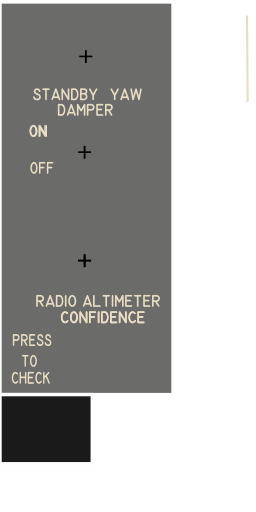 STANDBY YAW
DAMPER
ON
OFF
RADIO ALTIMETER
CONFIDENCE
PRESS
TO
CHECK